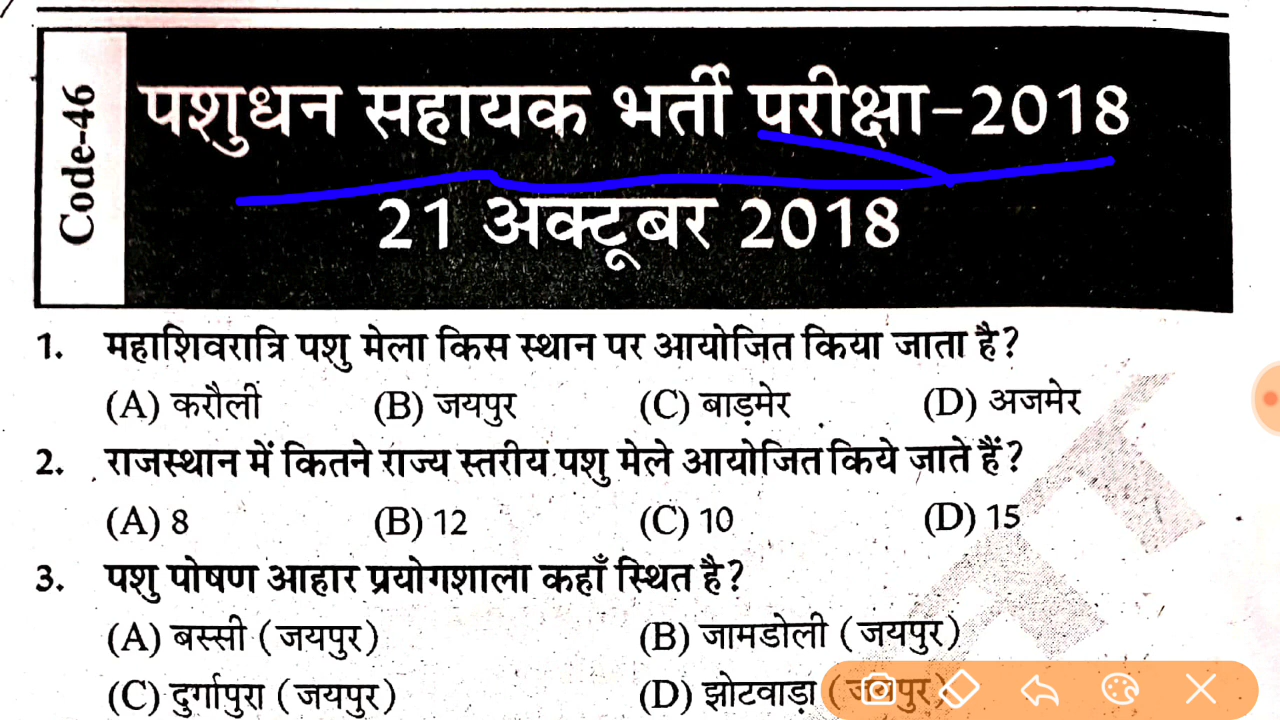 Code-46
पशुधन सहायक भर्ती परीक्षा-2018
21 अक्टूबर 2018
1. महाशिवरात्रि पशु मेला किस स्थान पर आयोजित किया जाता है?
(A) करौली (B) जयपुर (C) बाड़मेर (D) अजमेर
2. राजस्थान में कितने राज्य स्तरीय पशु मेले आयोजित किये जाते हैं?
(A) 8 (B) 12 (C) 10 (D) 15
3. पशु पोषण आहार प्रयोगशाला कहाँ स्थित है?
(A) बस्सी (जयपुर) (B) जामडोली (जयपुर)
(C) दुर्गापुरा (जयपुर) (D) झोटवाड़ा (जयपुर)